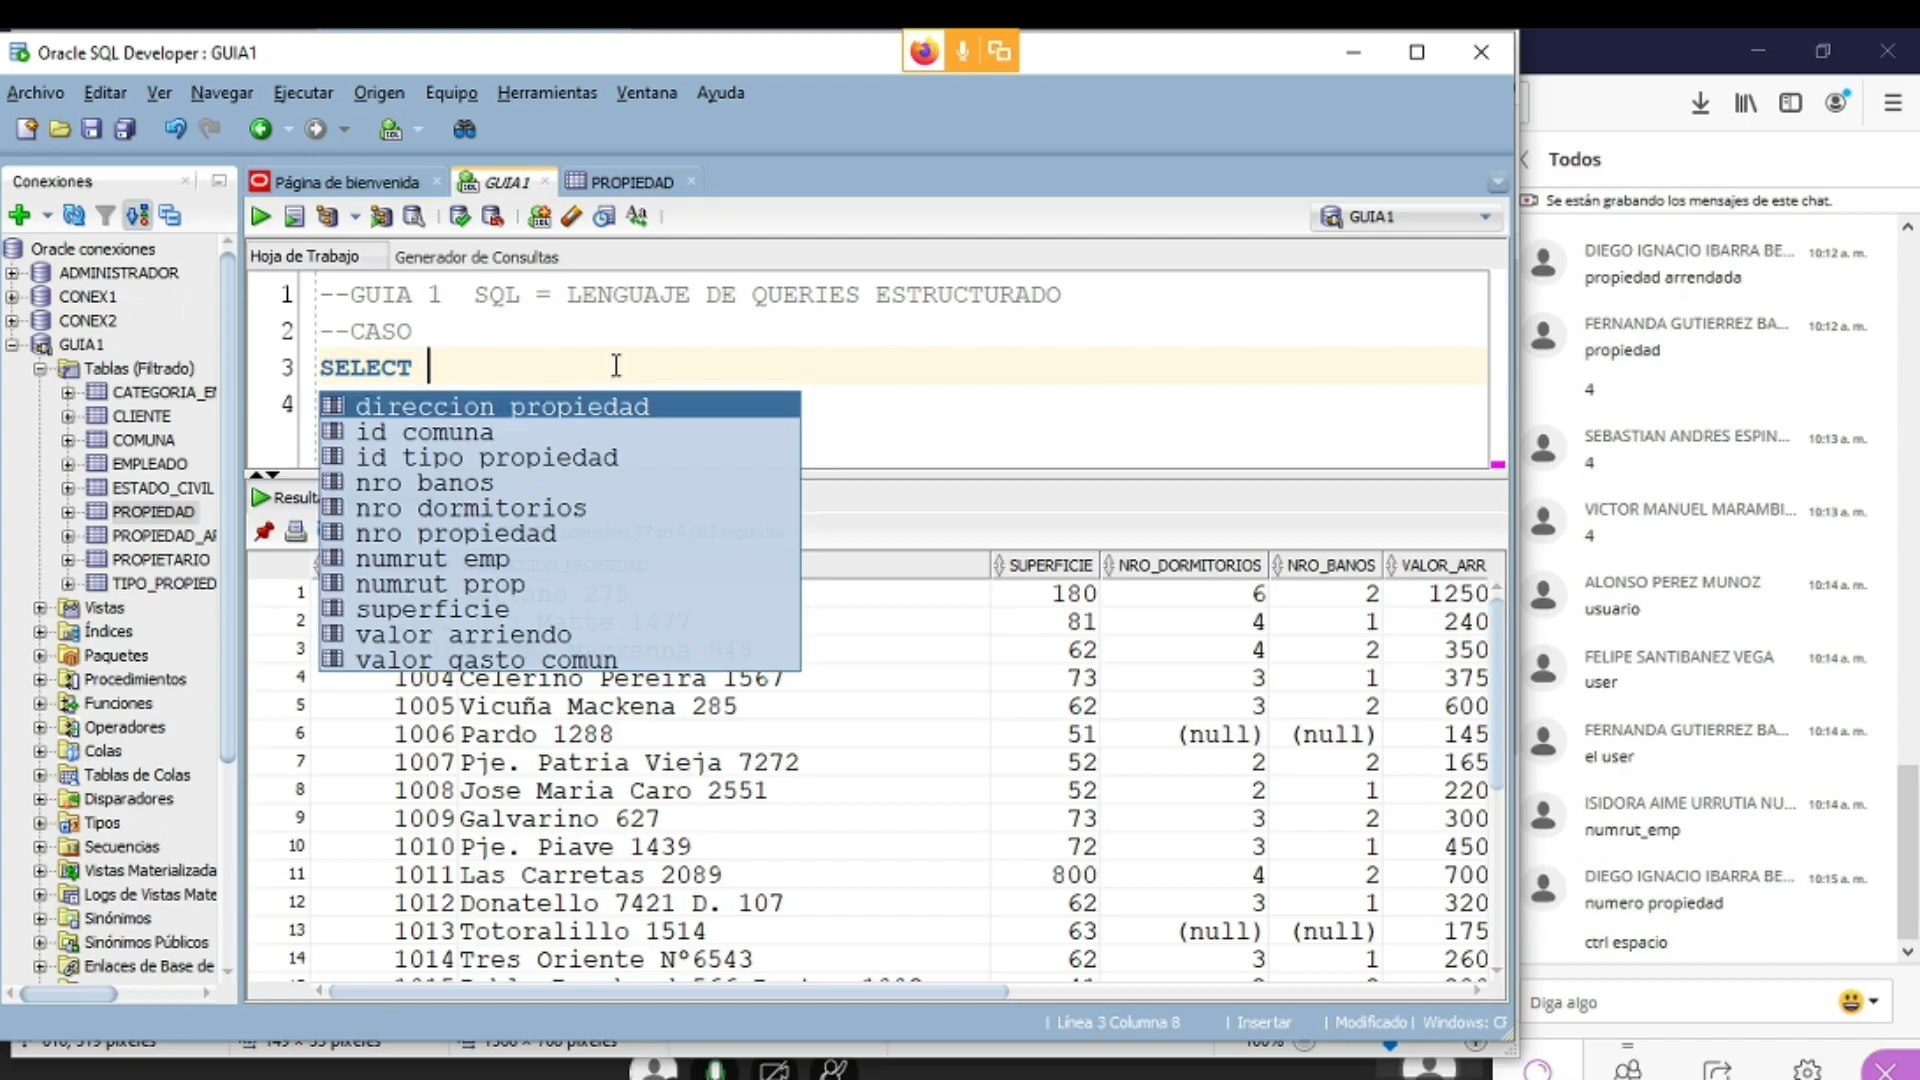 Oracle SQL Developer : GUIA1
Archivo Editar Ver Navegar Ejecutar Origen Equipo Herramientas Ventana Ayuda
Conexiones
Página de bienvenida
GUIA1
PROPIEDAD
GUIA1
Hoja de Trabajo
Generador de Consultas
Oracle conexiones
ADMINISTRADOR
CONEX1
CONEX2
GUIA1
Tablas (Filtrado)
CATEGORIA_EM
CLIENTE
COMUNA
EMPLEADO
ESTADO_CIVIL
PROPIEDAD
PROPIEDAD_AR
PROPIETARIO
TIPO_PROPIED
Vistas
Índices
Paquetes
Procedimientos
Funciones
Operadores
Colas
Tablas de Colas
Disparadores
Tipos
Secuencias
Vistas Materializada
Logs de Vistas Mate
Sinónimos
Sinónimos Públicos
Enlaces de Base de
1 --GUIA 1 SQL = LENGUAJE DE QUERIES ESTRUCTURADO
2 --CASO
3 SELECT
4
direccion propiedad
id comuna
id tipo propiedad
nro banos
nro dormitorios
nro propiedad
numrut emp
numrut prop
superficie
valor arriendo
valor gasto comun
Result
SUPERFICIE NRO_DORMITORIOS NRO_BANOS VALOR_ARR
1 180 6 2 1250
2 81 4 1 240
3 62 4 2 350
4 1004 Celerino Pereira 1567 73 3 1 375
5 1005 Vicuña Mackena 285 62 3 2 600
6 1006 Pardo 1288 51 (null) (null) 145
7 1007 Pje. Patria Vieja 7272 52 2 2 165
8 1008 Jose Maria Caro 2551 52 2 1 220
9 1009 Galvarino 627 73 3 2 300
10 1010 Pje. Piave 1439 72 3 1 450
11 1011 Las Carretas 2089 800 4 2 700
12 1012 Donatello 7421 D. 107 62 3 1 320
13 1013 Totoralillo 1514 63 (null) (null) 175
14 1014 Tres Oriente N°6543 62 3 1 260
Línea 3 Columna 8 | Insertar | Modificado | Windows: C
Todos
Se están grabando los mensajes de este chat.
DIEGO IGNACIO IBARRA BE... 10:12 a. m.
propiedad arrendada
FERNANDA GUTIERREZ BA... 10:12 a. m.
propiedad
4
SEBASTIAN ANDRES ESPIN... 10:13 a. m.
4
VICTOR MANUEL MARAMBI... 10:13 a. m.
4
ALONSO PEREZ MUNOZ 10:14 a. m.
usuario
FELIPE SANTIBANEZ VEGA 10:14 a. m.
user
FERNANDA GUTIERREZ BA... 10:14 a. m.
el user
ISIDORA AIME URRUTIA NU... 10:14 a. m.
numrut_emp
DIEGO IGNACIO IBARRA BE... 10:15 a. m.
numero propiedad
ctrl espacio
Diga algo